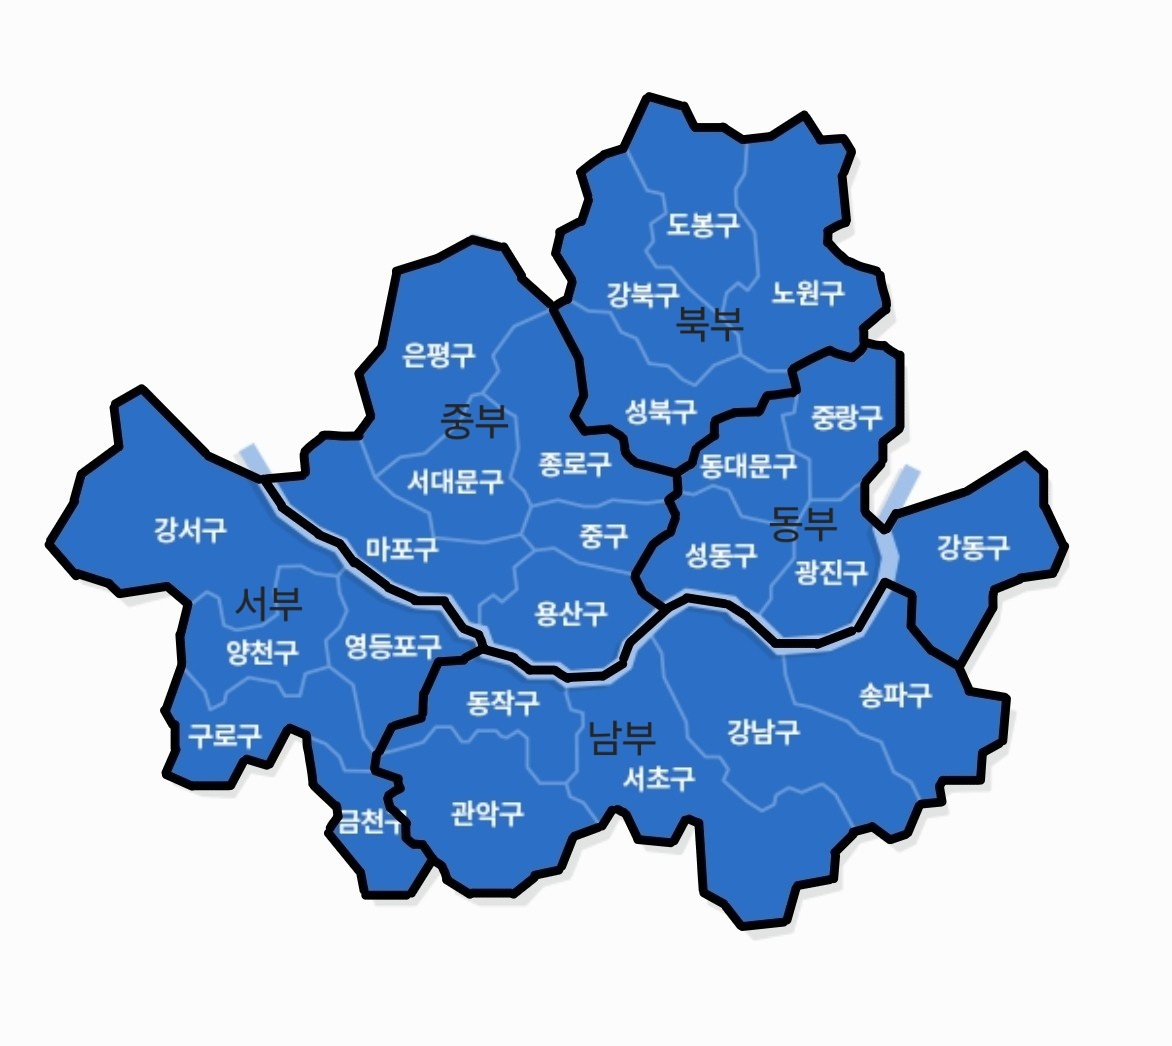 도봉구
강북구
노원구
북부
은평구
성북구
중랑구
중부
종로구
동대문구
서대문구
강서구
중구
동부
마포구
성동구
광진구
강동구
서부
용산구
양천구
영등포구
동작구
송파구
구로구
남부
강남구
서초구
관악구
금천구